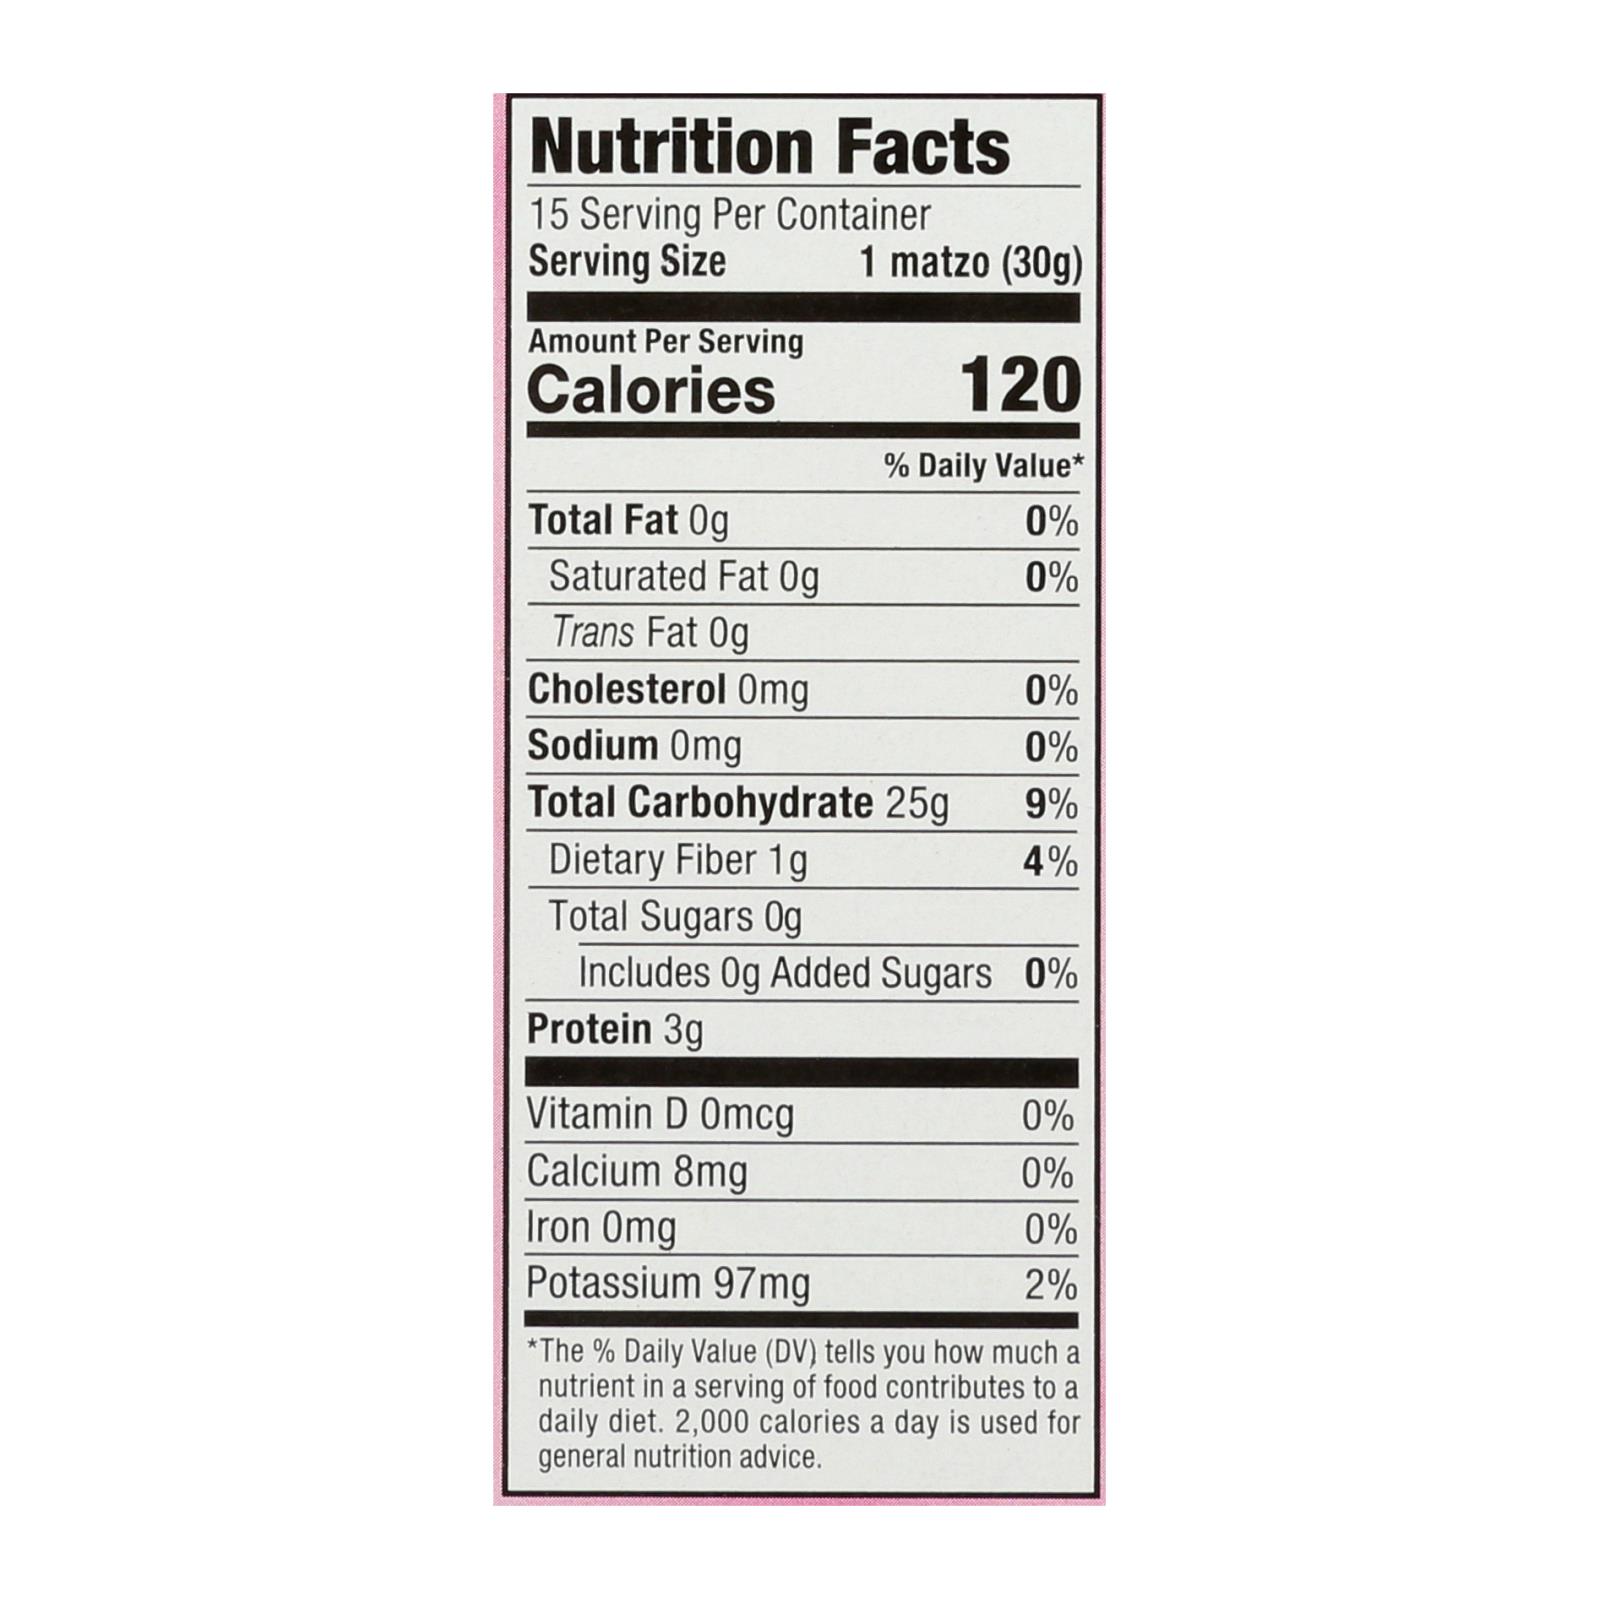 Nutrition Facts
15 Serving Per Container
Serving Size 1 matzo (30g)
Amount Per Serving
Calories 120
% Daily Value*
Total Fat 0g 0%
Saturated Fat 0g 0%
Trans Fat 0g
Cholesterol 0mg 0%
Sodium 0mg 0%
Total Carbohydrate 25g 9%
Dietary Fiber 1g 4%
Total Sugars 0g
Includes 0g Added Sugars 0%
Protein 3g
Vitamin D 0mcg 0%
Calcium 8mg 0%
Iron 0mg 0%
Potassium 97mg 2%
*The % Daily Value (DV) tells you how much a
nutrient in a serving of food contributes to a
daily diet. 2,000 calories a day is used for
general nutrition advice.